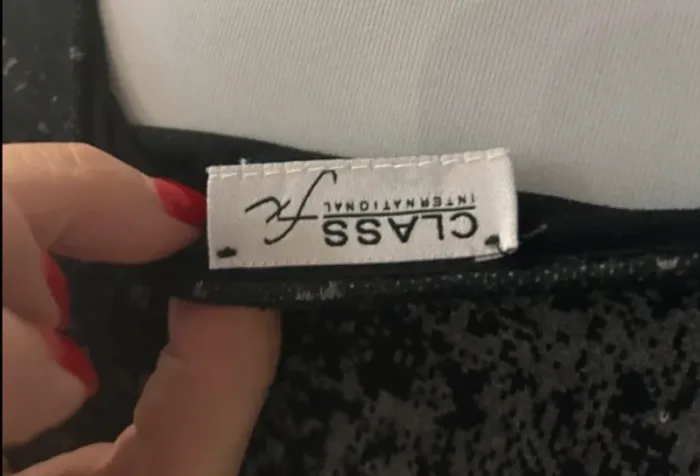 CLASS fx
INTERNATIONAL